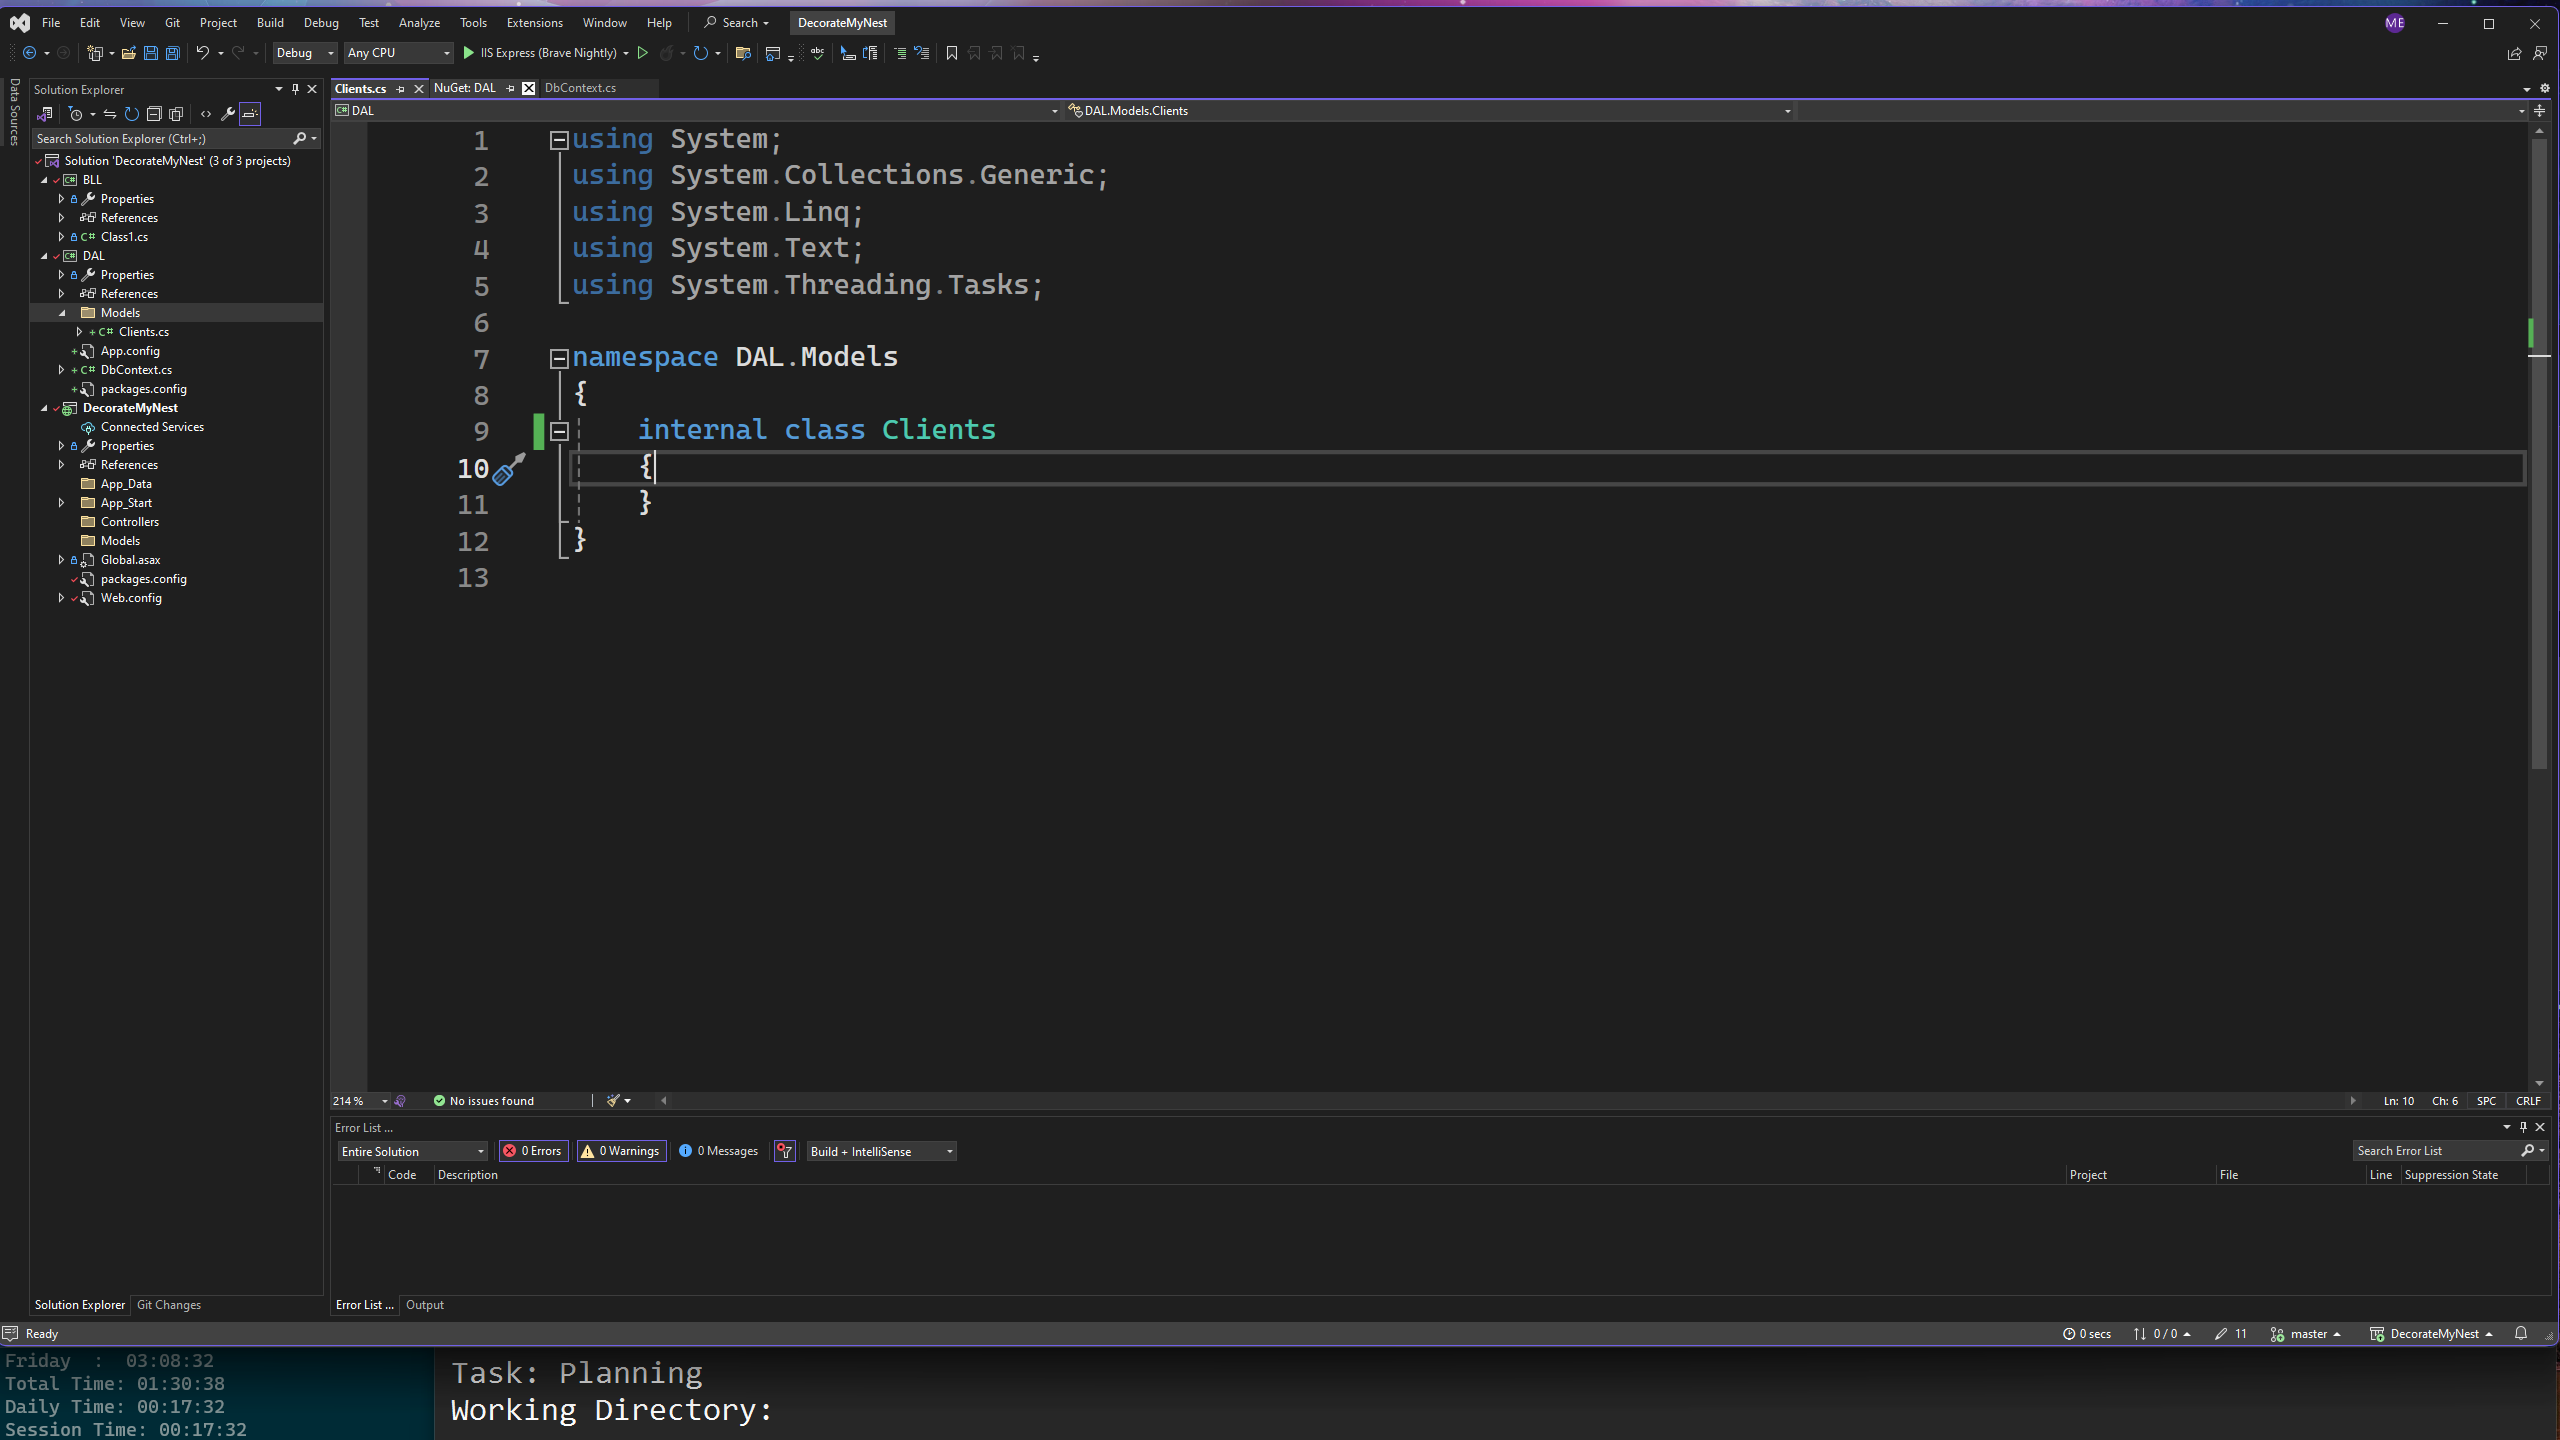 File Edit View Git Project Build Debug Test Analyze Tools Extensions Window Help Search DecorateMyNest ME
Debug Any CPU IIS Express (Brave Nightly)
Data Sources
Solution Explorer
Search Solution Explorer (Ctrl+;)
Solution 'DecorateMyNest' (3 of 3 projects)
BLL
Properties
References
C# Class1.cs
DAL
Properties
References
Models
C# Clients.cs
App.config
C# DbContext.cs
packages.config
DecorateMyNest
Connected Services
Properties
References
App_Data
App_Start
Controllers
Models
Global.asax
packages.config
Web.config
Solution Explorer Git Changes
Clients.cs NuGet: DAL DbContext.cs
C# DAL DAL.Models.Clients
1 using System;
2 using System.Collections.Generic;
3 using System.Linq;
4 using System.Text;
5 using System.Threading.Tasks;
6
7 namespace DAL.Models
8 {
9 internal class Clients
10 {
11 }
12 }
13
214 % No issues found Ln: 10 Ch: 6 SPC CRLF
Error List ...
Entire Solution 0 Errors 0 Warnings 0 Messages Build + IntelliSense Search Error List
Code Description Project File Line Suppression State
Error List ... Output
Ready 0 secs 0 / 0 11 master DecorateMyNest
Friday : 03:08:32
Total Time: 01:30:38
Daily Time: 00:17:32
Session Time: 00:17:32
Task: Planning
Working Directory: